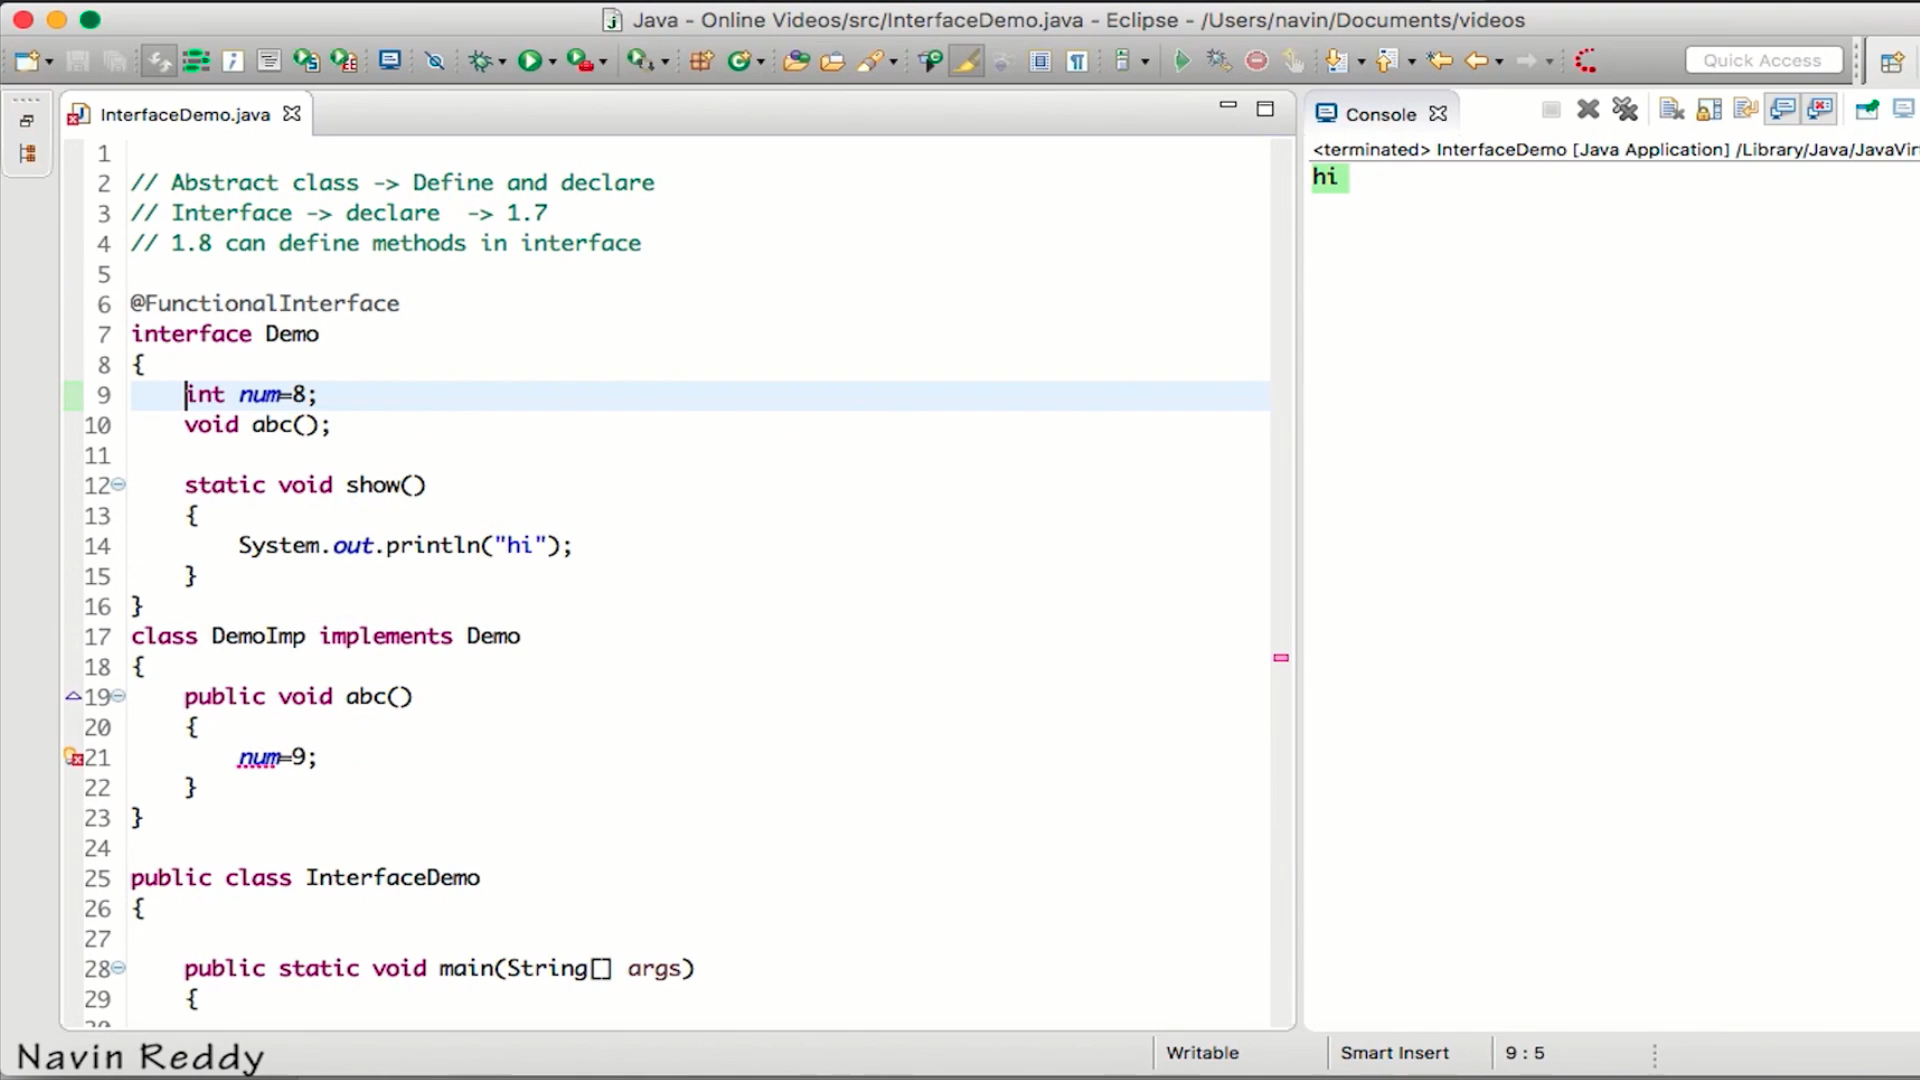 Java - Online Videos/src/InterfaceDemo.java - Eclipse - /Users/navin/Documents/videos
Quick Access
InterfaceDemo.java
1
2 // Abstract class -> Define and declare
3 // Interface -> declare  -> 1.7
4 // 1.8 can define methods in interface
5
6 @FunctionalInterface
7 interface Demo
8 {
9     int num=8;
10     void abc();
11
12     static void show()
13     {
14         System.out.println("hi");
15     }
16 }
17 class DemoImp implements Demo
18 {
19     public void abc()
20     {
21         num=9;
22     }
23 }
24
25 public class InterfaceDemo
26 {
27
28     public static void main(String[] args)
29     {
Console
<terminated> InterfaceDemo [Java Application] /Library/Java/JavaVir
hi
Navin Reddy
Writable
Smart Insert
9 : 5